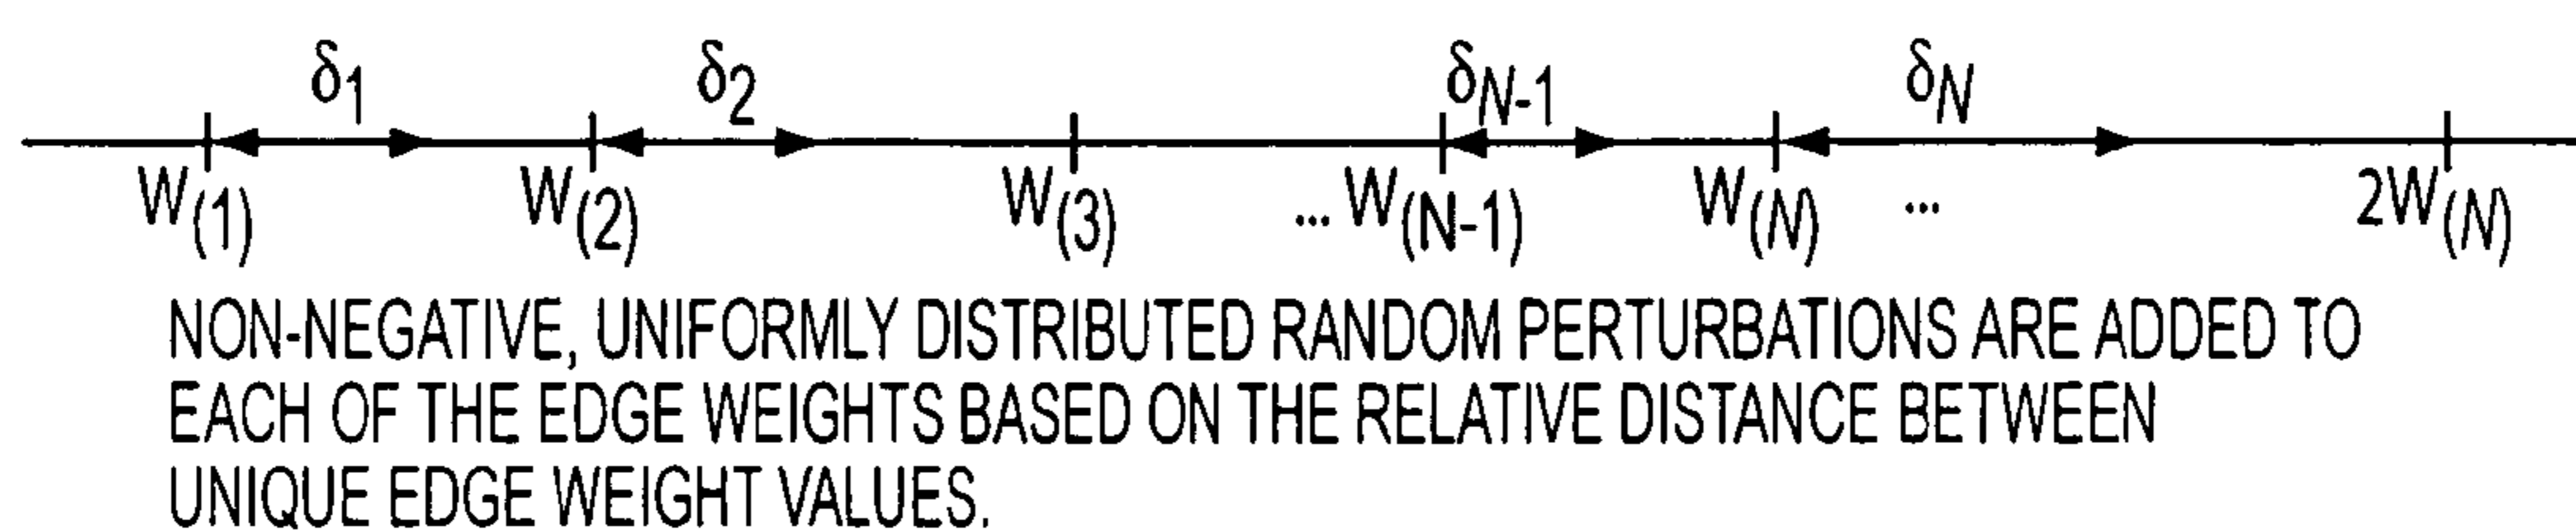 δ1 δ2 δN-1 δN
W(1) W(2) W(3) ... W(N-1) W(N) ... 2W(N)
NON-NEGATIVE, UNIFORMLY DISTRIBUTED RANDOM PERTURBATIONS ARE ADDED TO
EACH OF THE EDGE WEIGHTS BASED ON THE RELATIVE DISTANCE BETWEEN
UNIQUE EDGE WEIGHT VALUES.